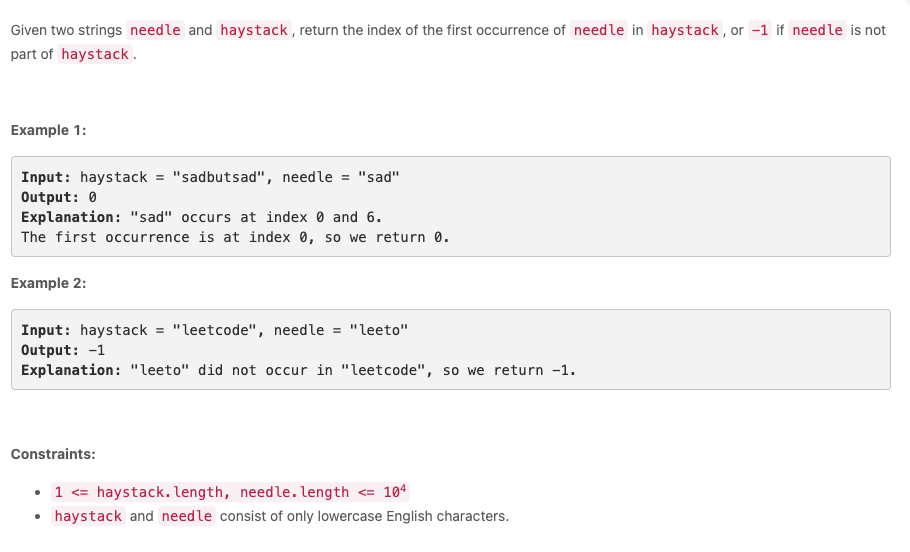 Given two strings needle and haystack, return the index of the first occurrence of needle in haystack, or -1 if needle is not
part of haystack.
Example 1:
Input: haystack = "sadbutsad", needle = "sad"
Output: 0
Explanation: "sad" occurs at index 0 and 6.
The first occurrence is at index 0, so we return 0.
Example 2:
Input: haystack = "leetcode", needle = "leeto"
Output: -1
Explanation: "leeto" did not occur in "leetcode", so we return -1.
Constraints:
• 1 <= haystack.length, needle.length <= 10⁴
• haystack and needle consist of only lowercase English characters.